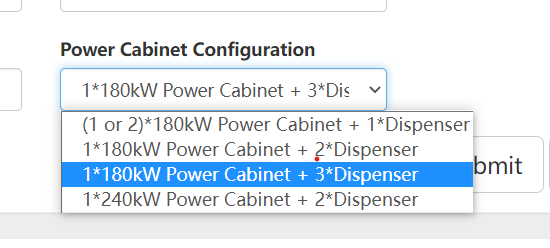 Power Cabinet Configuration
1*180kW Power Cabinet + 3*Dis
(1 or 2)*180kW Power Cabinet + 1*Dispenser
1*180kW Power Cabinet + 2*Dispenser
1*180kW Power Cabinet + 3*Dispenser
1*240kW Power Cabinet + 2*Dispenser
bmit